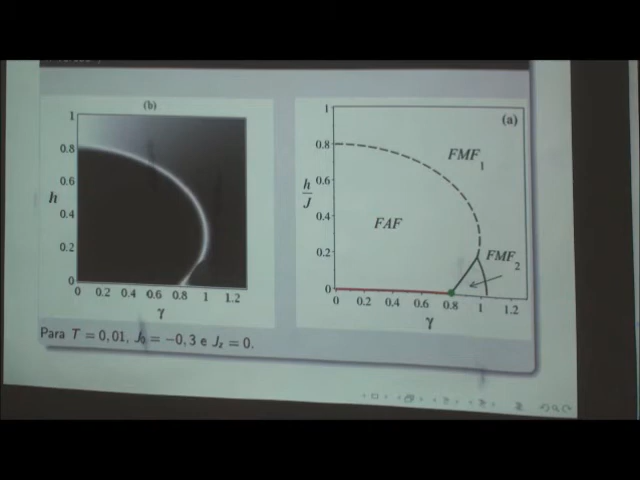 (b)
1
0.8
0.6
h
0.4
0.2
0
0 0.2 0.4 0.6 0.8 1 1.2
γ
(a)
1
0.8
FMF1
0.6
h
J
0.4
FAF
0.2
FMF2
0
0 0.2 0.4 0.6 0.8 1 1.2
γ
Para T = 0,01, J0 = −0,3 e Jz = 0.